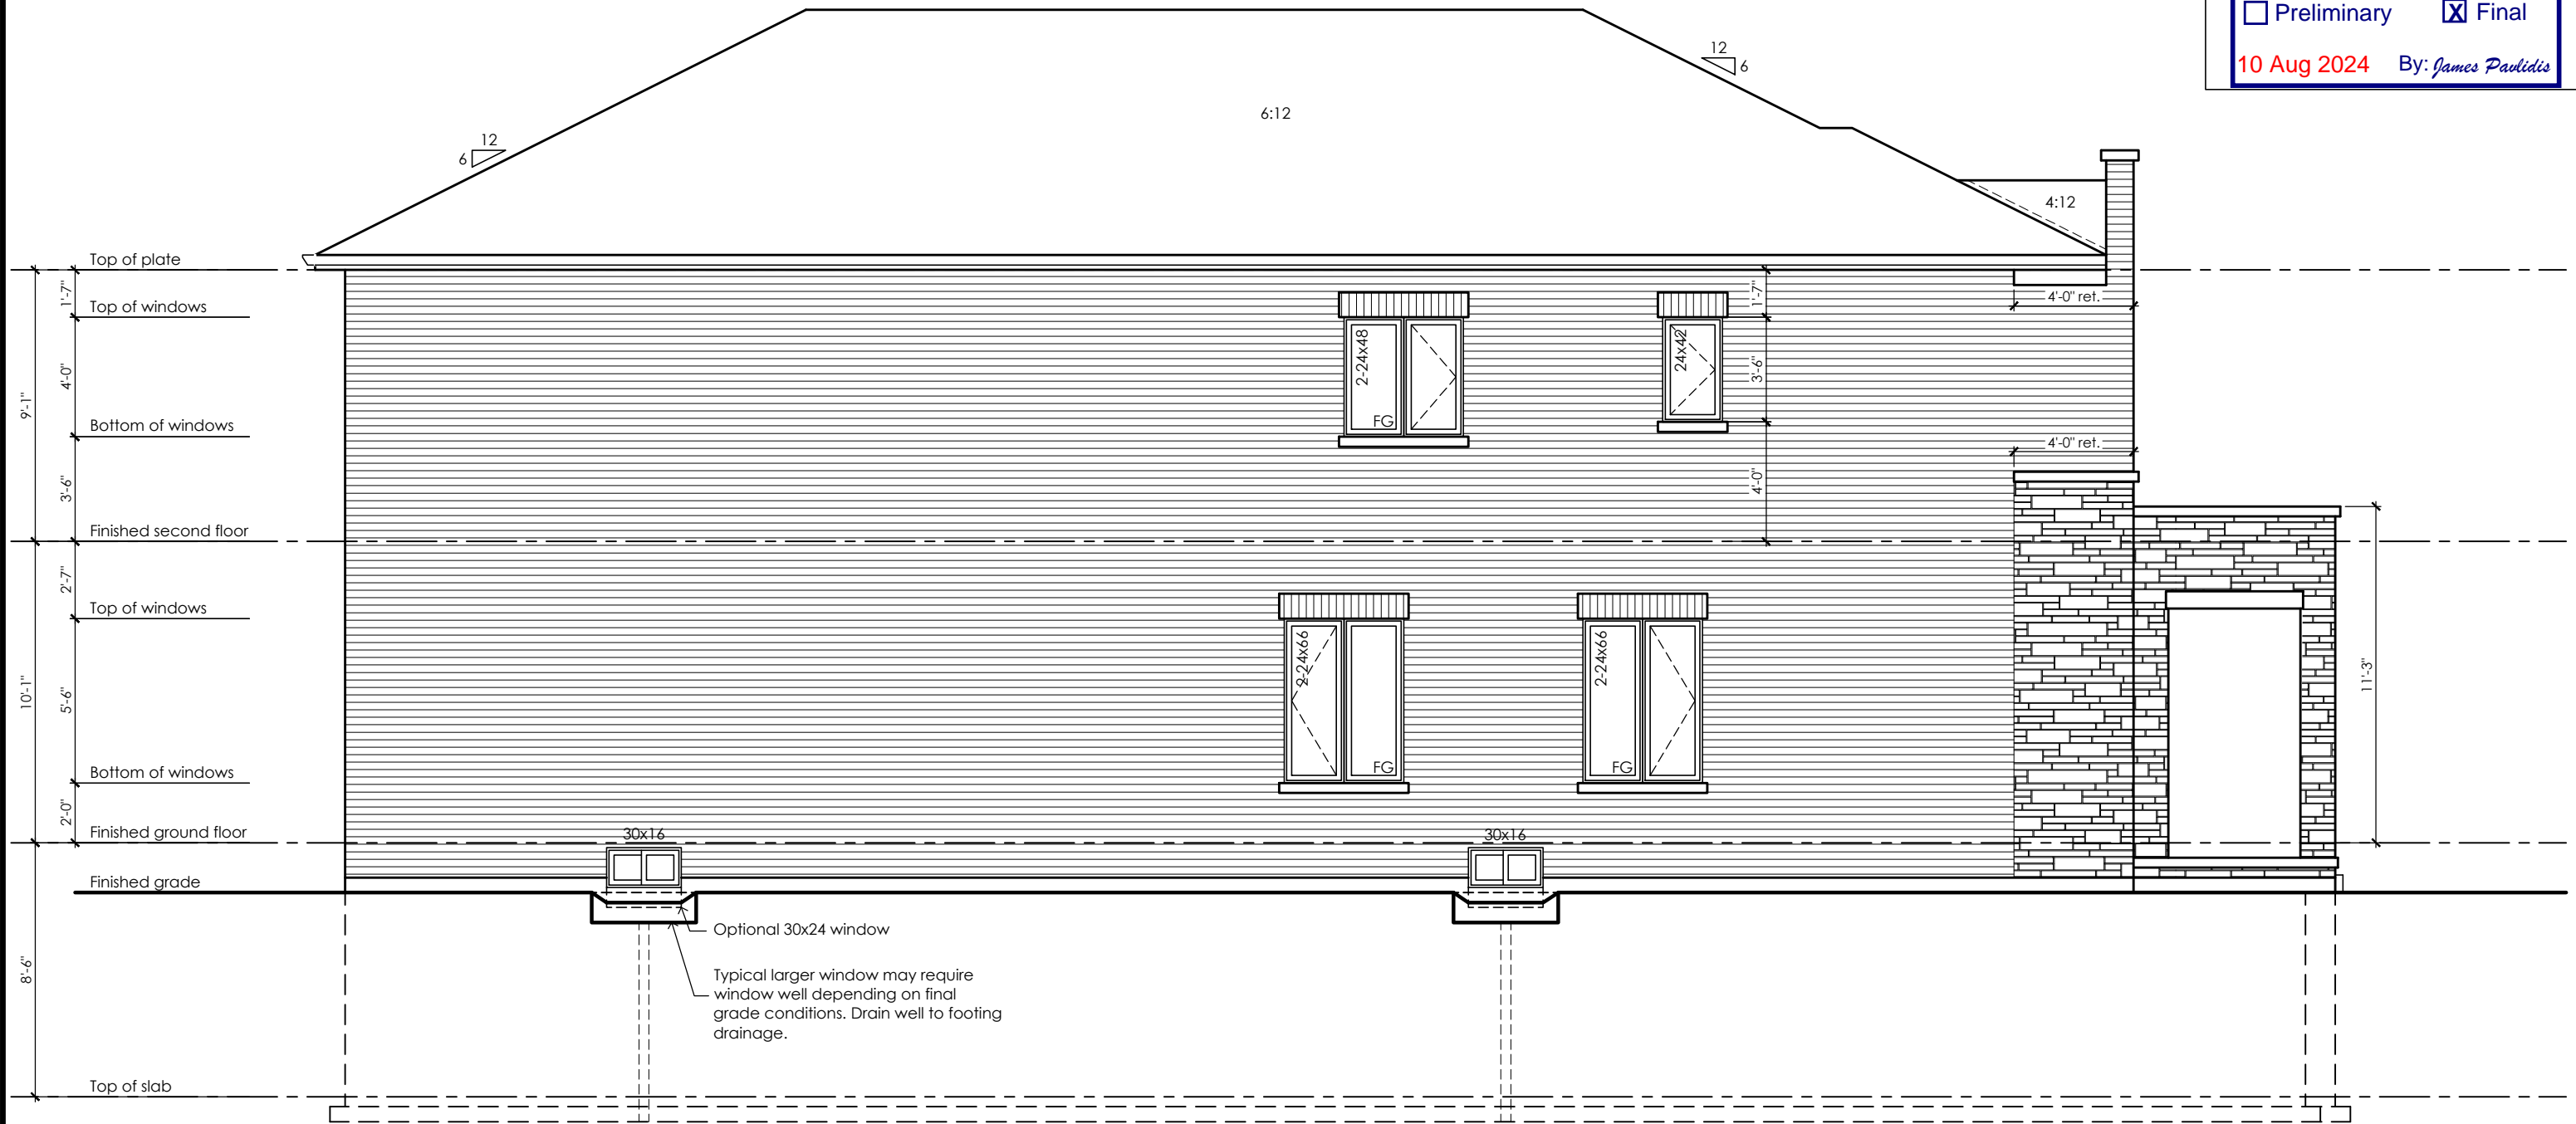 Preliminary
X Final
10 Aug 2024 By: James Pavlidis
12
6
6:12
12
6
4:12
Top of plate
1'-7"
Top of windows
4'-0"
9'-1"
Bottom of windows
3'-6"
Finished second floor
2'-7"
Top of windows
10'-1"
5'-6"
Bottom of windows
2'-0"
Finished ground floor
Finished grade
8'-6"
Top of slab
2-24x48
FG
24x42
1'-7"
3'-6"
4'-0"
4'-0" ret.
4'-0" ret.
2-24x66
FG
2-24x66
FG
11'-3"
30x16
30x16
Optional 30x24 window
Typical larger window may require
window well depending on final
grade conditions. Drain well to footing
drainage.